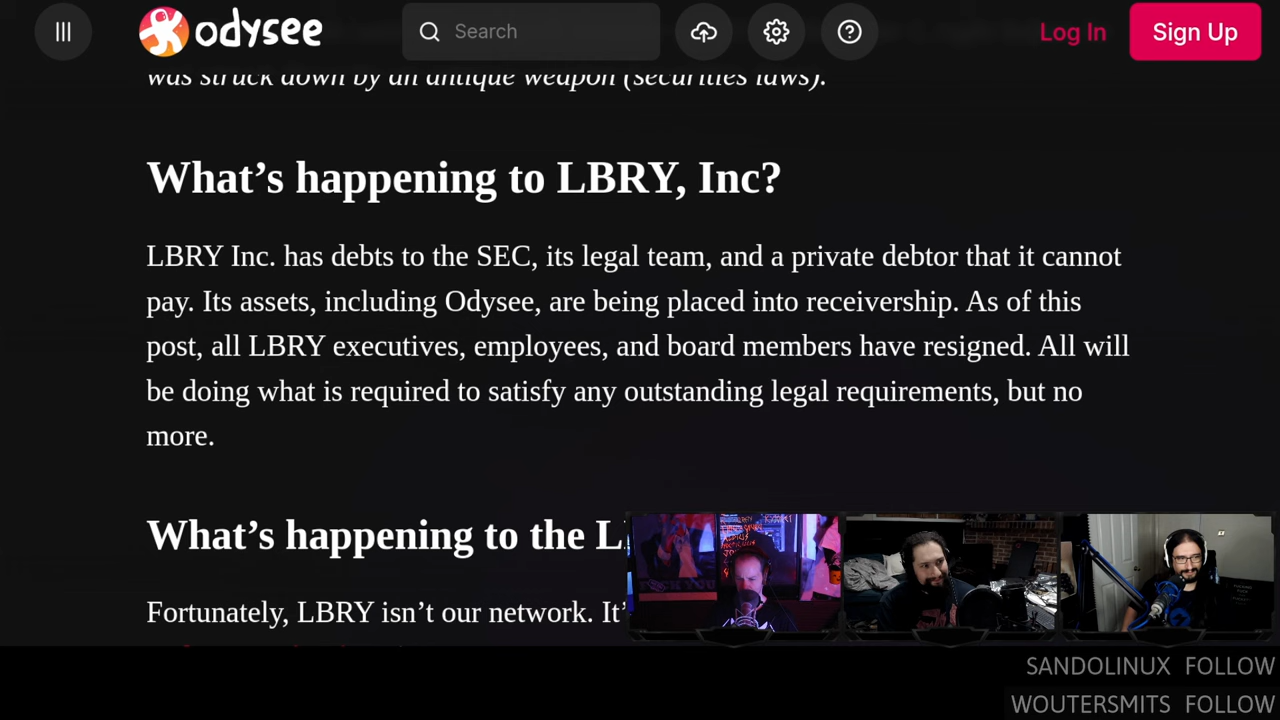 odysee
Search
Log In
Sign Up
was struck down by an antique weapon (securities laws).
What’s happening to LBRY, Inc?
LBRY Inc. has debts to the SEC, its legal team, and a private debtor that it cannot
pay. Its assets, including Odysee, are being placed into receivership. As of this
post, all LBRY executives, employees, and board members have resigned. All will
be doing what is required to satisfy any outstanding legal requirements, but no
more.
What’s happening to the L
Fortunately, LBRY isn’t our network. It’
SANDOLINUX FOLLOW
WOUTERSMITS FOLLOW